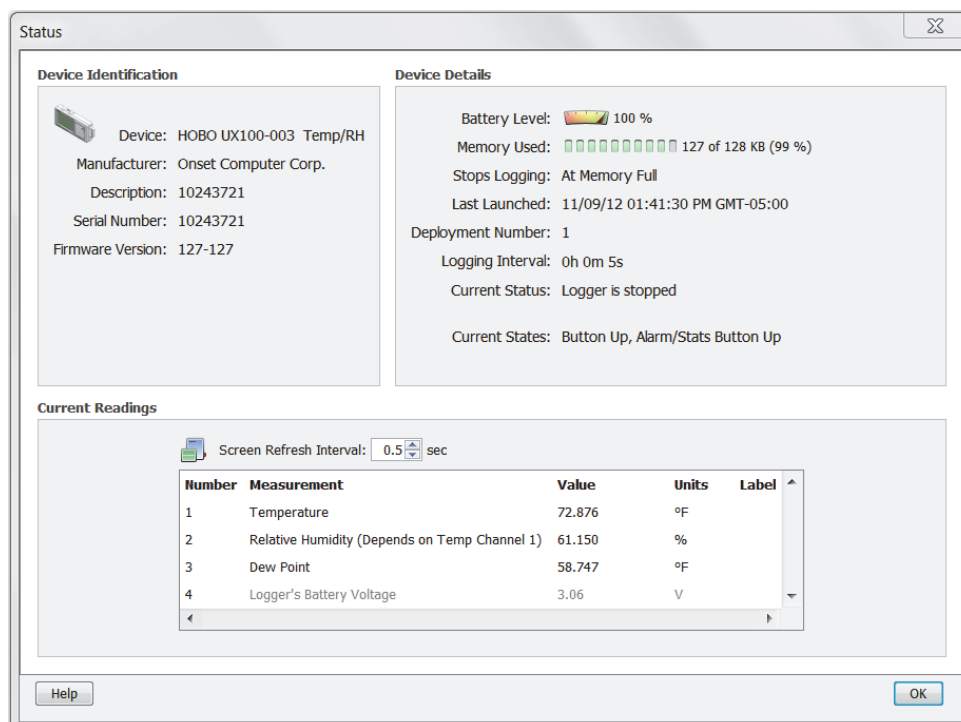 Status
Device Identification
Device: HOBO UX100-003 Temp/RH
Manufacturer: Onset Computer Corp.
Description: 10243721
Serial Number: 10243721
Firmware Version: 127-127
Device Details
Battery Level: 100 %
Memory Used: 127 of 128 KB (99 %)
Stops Logging: At Memory Full
Last Launched: 11/09/12 01:41:30 PM GMT-05:00
Deployment Number: 1
Logging Interval: 0h 0m 5s
Current Status: Logger is stopped
Current States: Button Up, Alarm/Stats Button Up
Current Readings
Screen Refresh Interval: 0.5 sec
Number Measurement Value Units Label
1 Temperature 72.876 ºF
2 Relative Humidity (Depends on Temp Channel 1) 61.150 %
3 Dew Point 58.747 ºF
4 Logger's Battery Voltage 3.06 V
Help OK